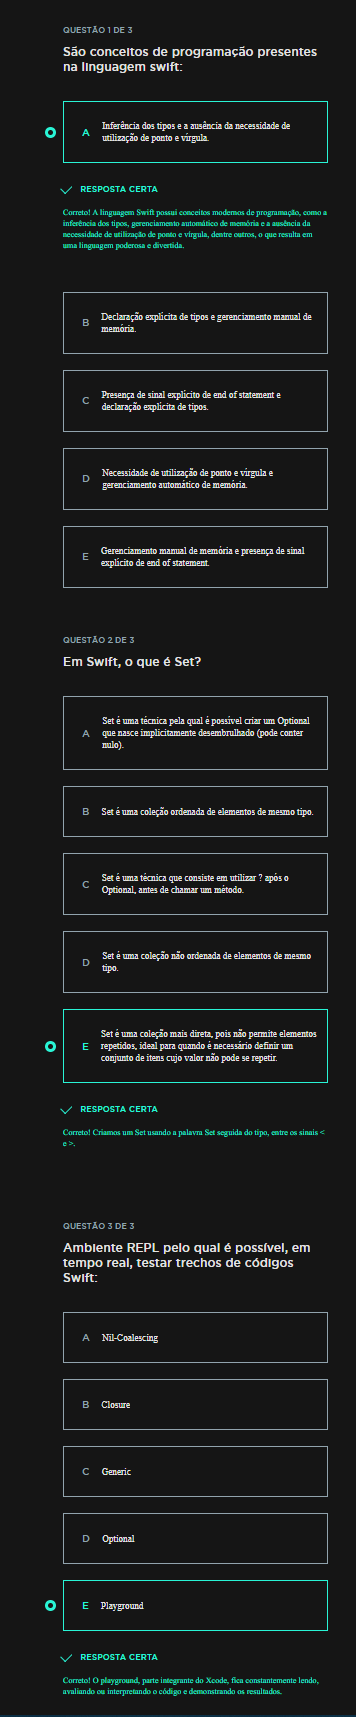 QUESTÃO 1 DE 3
São conceitos de programação presentes
na linguagem swift:
A
Inferência dos tipos e a ausência da necessidade de
utilização de ponto e vírgula.
RESPOSTA CERTA
Correto! A linguagem Swift possui conceitos modernos de programação, como a
inferência dos tipos, gerenciamento automático de memória e a ausência da
necessidade de utilização de ponto e vírgula, dentre outros, o que resulta em
uma linguagem poderosa e divertida.
B
Declaração explícita de tipos e gerenciamento manual de
memória.
C
Presença de sinal explícito de end of statement e
declaração explícita de tipos.
D
Necessidade de utilização de ponto e vírgula e
gerenciamento automático de memória.
E
Gerenciamento manual de memória e presença de sinal
explícito de end of statement.
QUESTÃO 2 DE 3
Em Swift, o que é Set?
A
Set é uma técnica pela qual é possível criar um Optional
que nasce implicitamente desembrulhado (pode conter
nulo).
B
Set é uma coleção ordenada de elementos de mesmo tipo.
C
Set é uma técnica que consiste em utilizar ? após o
Optional, antes de chamar um método.
D
Set é uma coleção não ordenada de elementos de mesmo
tipo.
E
Set é uma coleção mais direta, pois não permite elementos
repetidos, ideal para quando é necessário definir um
conjunto de itens cujo valor não pode se repetir.
RESPOSTA CERTA
Correto! Criamos um Set usando a palavra Set seguida do tipo, entre os sinais <
e >.
QUESTÃO 3 DE 3
Ambiente REPL pelo qual é possível, em
tempo real, testar trechos de códigos
Swift:
A Nil-Coalescing
B Closure
C Generic
D Optional
E Playground
RESPOSTA CERTA
Correto! O playground, parte integrante do Xcode, fica constantemente lendo,
avaliando ou interpretando o código e demonstrando os resultados.